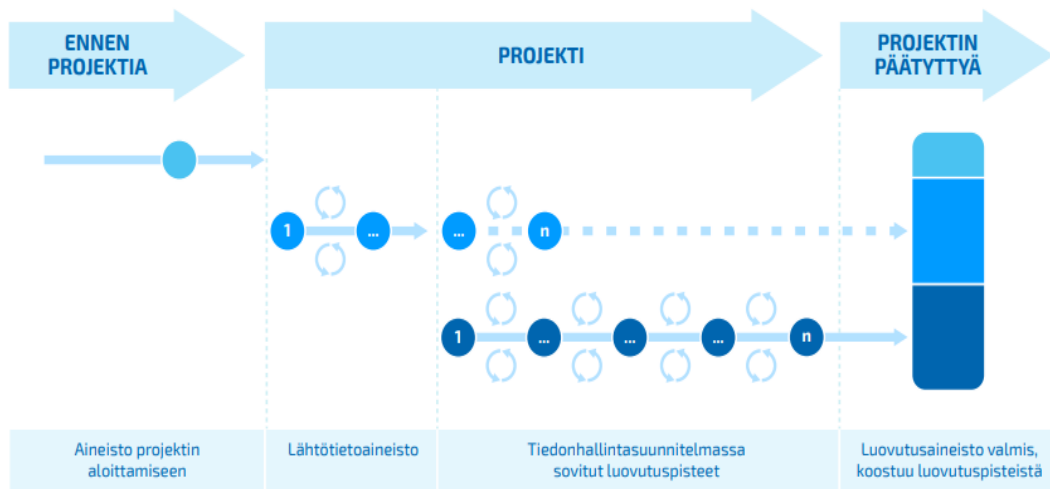 ENNEN
PROJEKTIA
PROJEKTI
PROJEKTIN
PÄÄTYTTYÄ
1
...
...
n
1
...
...
...
n
Aineisto projektin
aloittamiseen
Lähtötietoaineisto
Tiedonhallintasuunnitelmassa
sovitut luovutuspisteet
Luovutusaineisto valmis,
koostuu luovutuspisteistä